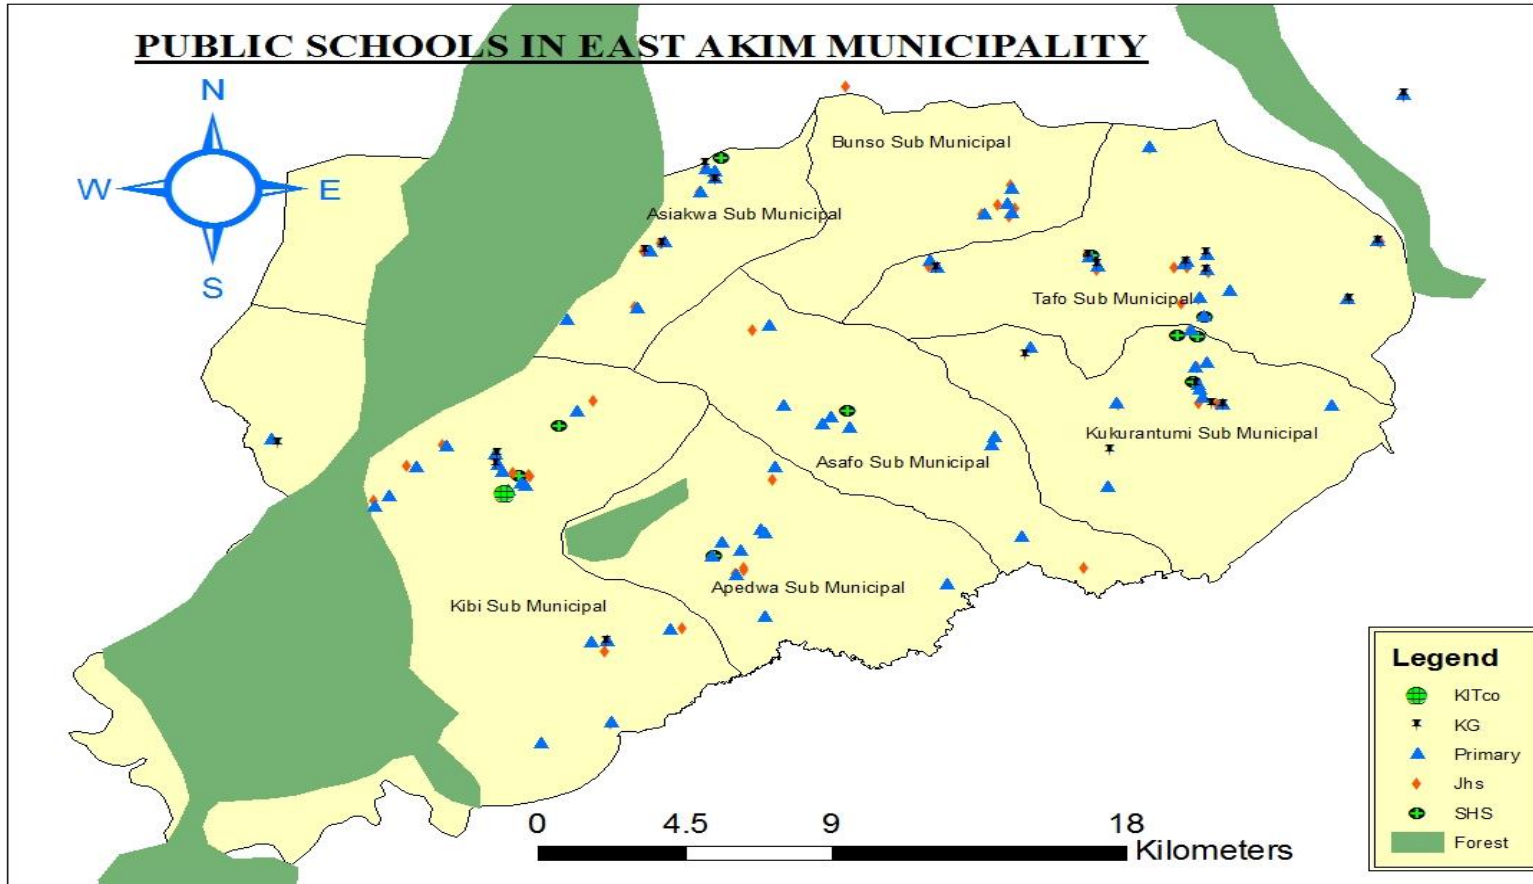 PUBLIC SCHOOLS IN EAST AKIM MUNICIPALITY
N
W
E
S
Bunso Sub Municipal
Asiakwa Sub Municipal
Tafo Sub Municipal
Kukurantumi Sub Municipal
Asafo Sub Municipal
Apedwa Sub Municipal
Kibi Sub Municipal
Legend
KITco
KG
Primary
Jhs
SHS
Forest
0 4.5 9 18
Kilometers